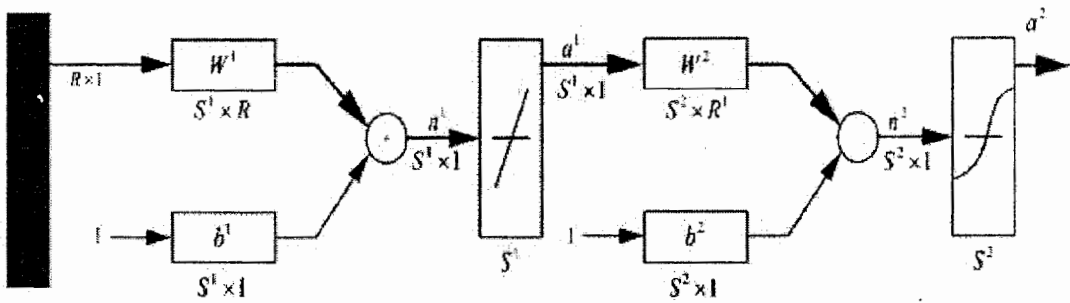 a¹ a²
R×1 W¹ S¹×1 W²
S¹×R S²×R¹
n¹ n²
S¹×1 S²×1
1 b¹ 1 b²
S¹ S²
S¹×1 S²×1